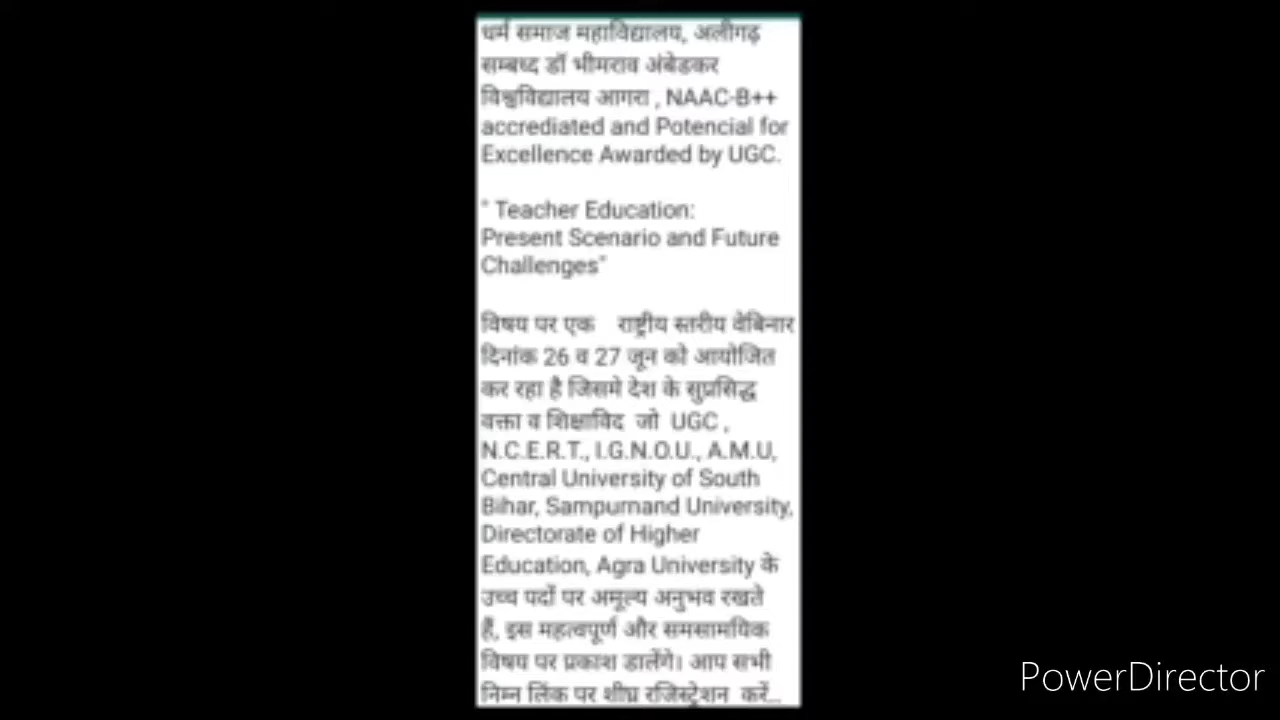 धर्म समाज महाविद्यालय, अलीगढ़
सम्बध्द डॉ भीमराव अंबेडकर
विश्वविद्यालय आगरा , NAAC-B++
accrediated and Potencial for
Excellence Awarded by UGC.
" Teacher Education:
Present Scenario and Future
Challenges"
विषय पर एक राष्ट्रीय स्तरीय वेबिनार
दिनांक 26 व 27 जून को आयोजित
कर रहा है जिसमे देश के सुप्रसिद्ध
वक्ता व शिक्षाविद जो UGC ,
N.C.E.R.T., I.G.N.O.U., A.M.U,
Central University of South
Bihar, Sampurnand University,
Directorate of Higher
Education, Agra University के
उच्च पदों पर अमूल्य अनुभव रखते
हैं, इस महत्वपूर्ण और समसामयिक
विषय पर प्रकाश डालेंगे। आप सभी
निम्न लिंक पर शीघ्र रजिस्ट्रेशन करें...
PowerDirector